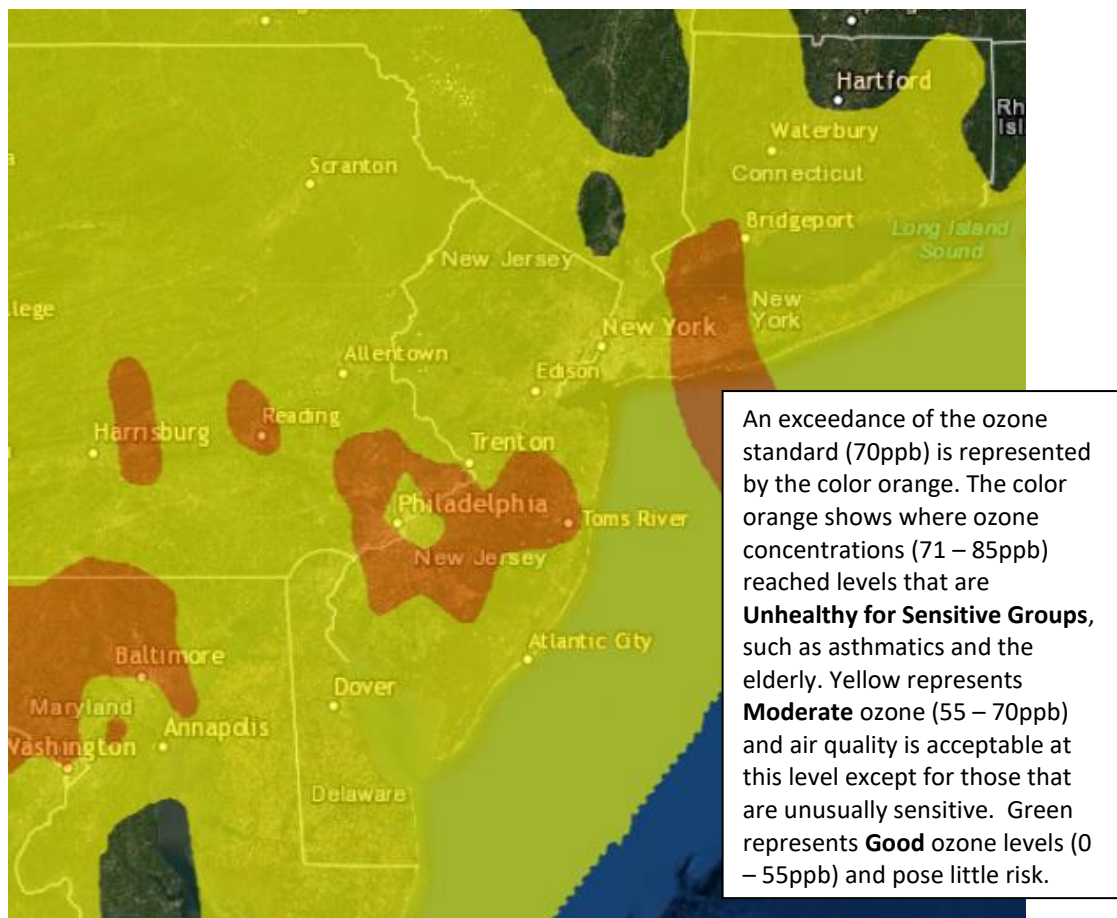 Hartford
Rh
Isl
Waterbury
Connecticut
Scranton
Bridgeport
Long Island
Sound
New Jersey
llege
New
York
New York
Allentown
Edison
Reading
Harrisburg
Trenton
Philadelphia
Toms River
New Jersey
Atlantic City
Baltimore
Dover
Maryland
Annapolis
Washington
Delaware
An exceedance of the ozone
standard (70ppb) is represented
by the color orange. The color
orange shows where ozone
concentrations (71 – 85ppb)
reached levels that are
Unhealthy for Sensitive Groups,
such as asthmatics and the
elderly. Yellow represents
Moderate ozone (55 – 70ppb)
and air quality is acceptable at
this level except for those that
are unusually sensitive.  Green
represents Good ozone levels (0
– 55ppb) and pose little risk.